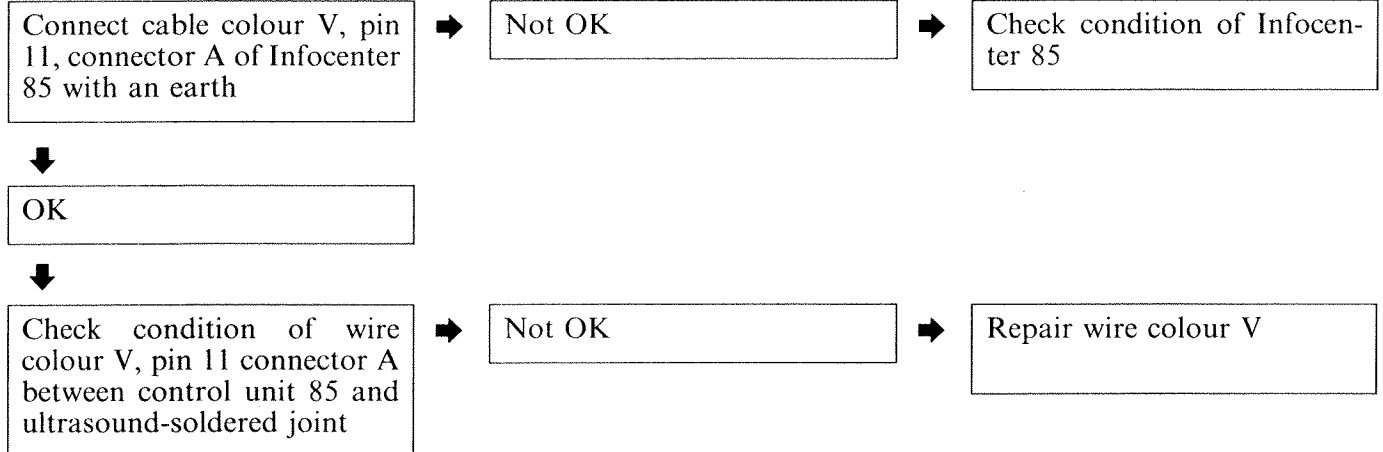 Connect cable colour V, pin
11, connector A of Infocenter
85 with an earth
Not OK
Check condition of Infocen-
ter 85
OK
Check condition of wire
colour V, pin 11 connector A
between control unit 85 and
ultrasound-soldered joint
Not OK
Repair wire colour V